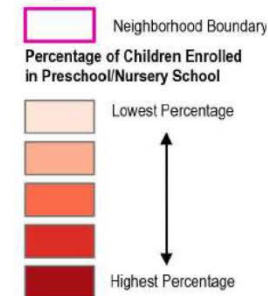 Neighborhood Boundary
Percentage of Children Enrolled
in Preschool/Nursery School
Lowest Percentage
Highest Percentage